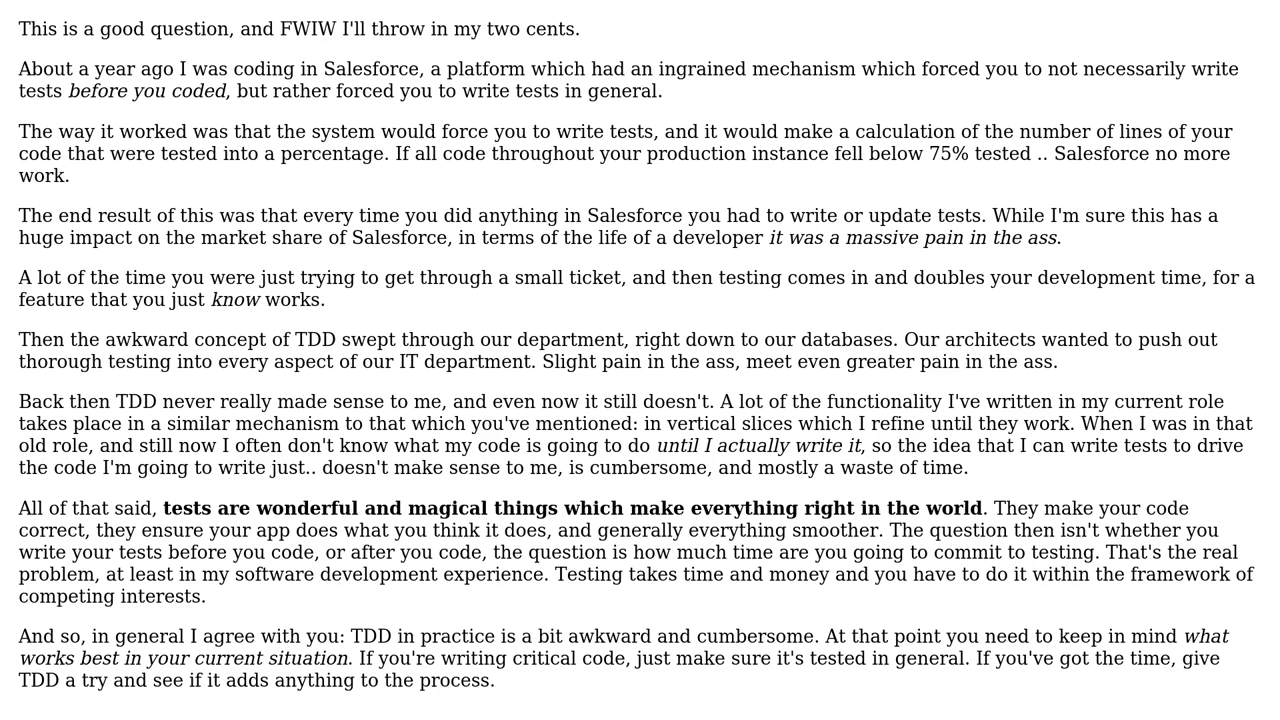 This is a good question, and FWIW I'll throw in my two cents.
About a year ago I was coding in Salesforce, a platform which had an ingrained mechanism which forced you to not necessarily write
tests before you coded, but rather forced you to write tests in general.
The way it worked was that the system would force you to write tests, and it would make a calculation of the number of lines of your
code that were tested into a percentage. If all code throughout your production instance fell below 75% tested .. Salesforce no more
work.
The end result of this was that every time you did anything in Salesforce you had to write or update tests. While I'm sure this has a
huge impact on the market share of Salesforce, in terms of the life of a developer it was a massive pain in the ass.
A lot of the time you were just trying to get through a small ticket, and then testing comes in and doubles your development time, for a
feature that you just know works.
Then the awkward concept of TDD swept through our department, right down to our databases. Our architects wanted to push out
thorough testing into every aspect of our IT department. Slight pain in the ass, meet even greater pain in the ass.
Back then TDD never really made sense to me, and even now it still doesn't. A lot of the functionality I've written in my current role
takes place in a similar mechanism to that which you've mentioned: in vertical slices which I refine until they work. When I was in that
old role, and still now I often don't know what my code is going to do until I actually write it, so the idea that I can write tests to drive
the code I'm going to write just.. doesn't make sense to me, is cumbersome, and mostly a waste of time.
All of that said, tests are wonderful and magical things which make everything right in the world. They make your code
correct, they ensure your app does what you think it does, and generally everything smoother. The question then isn't whether you
write your tests before you code, or after you code, the question is how much time are you going to commit to testing. That's the real
problem, at least in my software development experience. Testing takes time and money and you have to do it within the framework of
competing interests.
And so, in general I agree with you: TDD in practice is a bit awkward and cumbersome. At that point you need to keep in mind what
works best in your current situation. If you're writing critical code, just make sure it's tested in general. If you've got the time, give
TDD a try and see if it adds anything to the process.